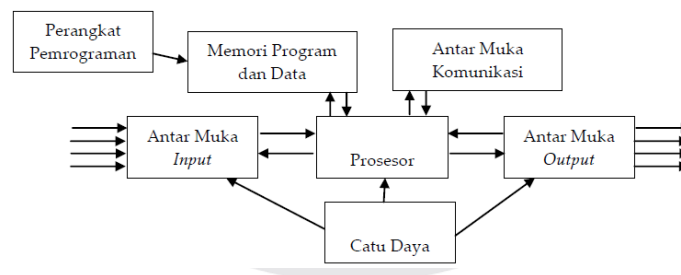 Perangkat
Pemrograman
Memori Program
dan Data
Antar Muka
Komunikasi
Antar Muka
Input
Prosesor
Antar Muka
Output
Catu Daya